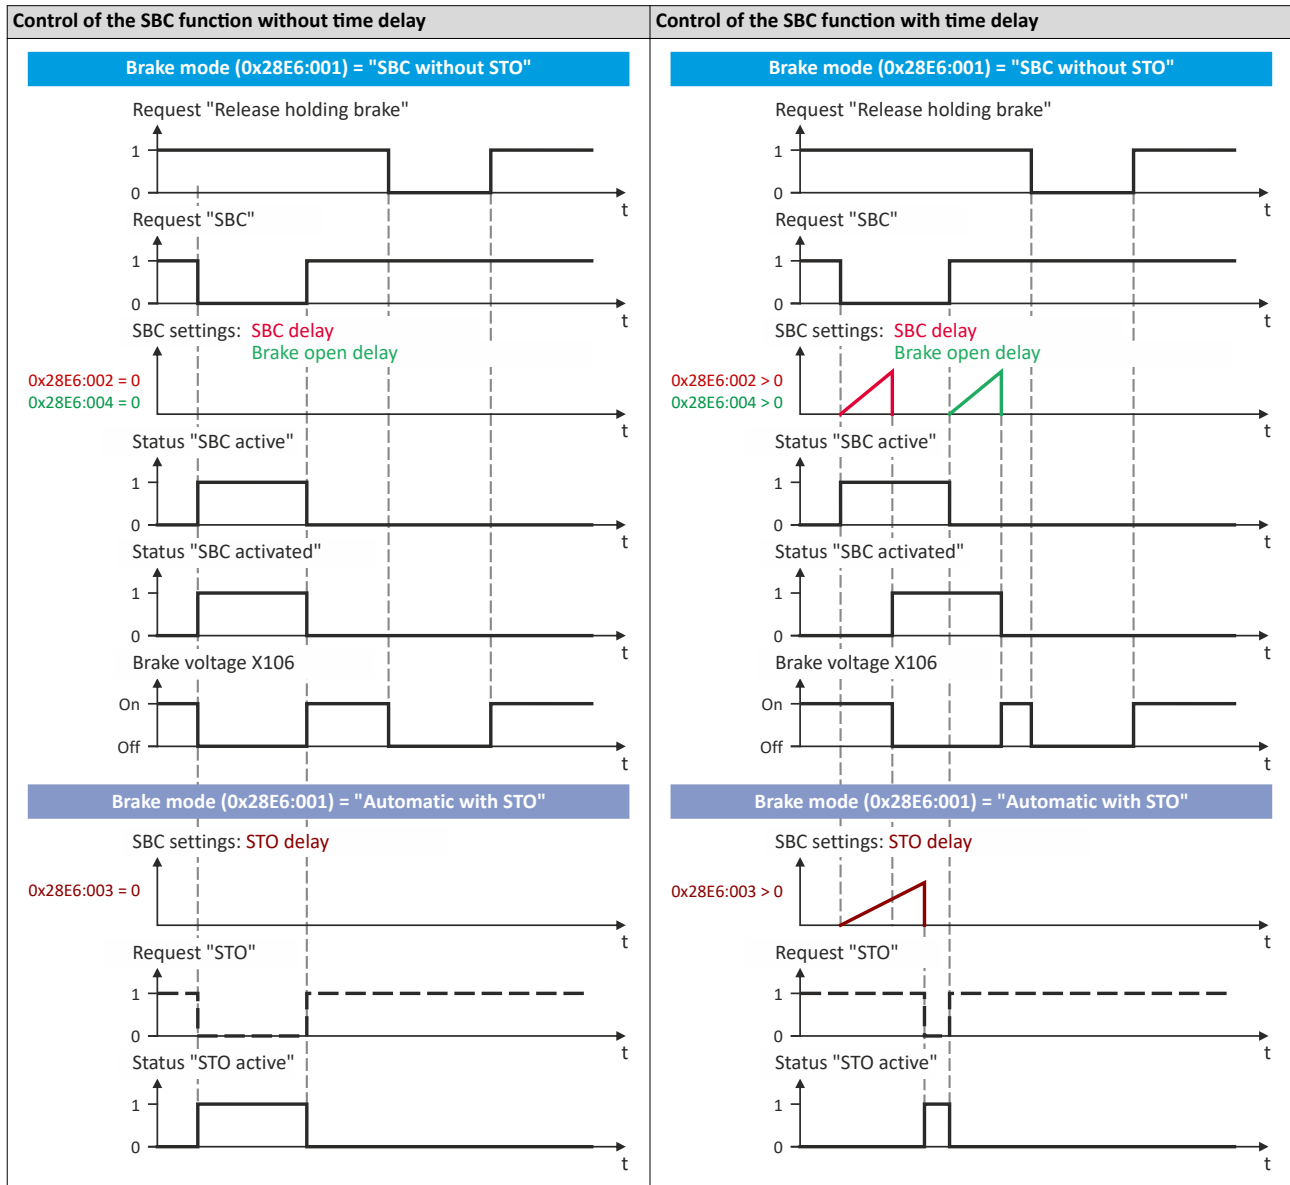 Control of the SBC function without time delay
Brake mode (0x28E6:001) = "SBC without STO"
Request "Release holding brake"
1
0
t
Request "SBC"
1
0
t
SBC settings: SBC delay
Brake open delay
0x28E6:002 = 0
0x28E6:004 = 0
t
Status "SBC active"
1
0
t
Status "SBC activated"
1
0
t
Brake voltage X106
On
Off
t
Brake mode (0x28E6:001) = "Automatic with STO"
SBC settings: STO delay
0x28E6:003 = 0
t
Request "STO"
1
0
t
Status "STO active"
1
0
t
Control of the SBC function with time delay
Brake mode (0x28E6:001) = "SBC without STO"
Request "Release holding brake"
1
0
t
Request "SBC"
1
0
t
SBC settings: SBC delay
Brake open delay
0x28E6:002 > 0
0x28E6:004 > 0
t
Status "SBC active"
1
0
t
Status "SBC activated"
1
0
t
Brake voltage X106
On
Off
t
Brake mode (0x28E6:001) = "Automatic with STO"
SBC settings: STO delay
0x28E6:003 > 0
t
Request "STO"
1
0
t
Status "STO active"
1
0
t